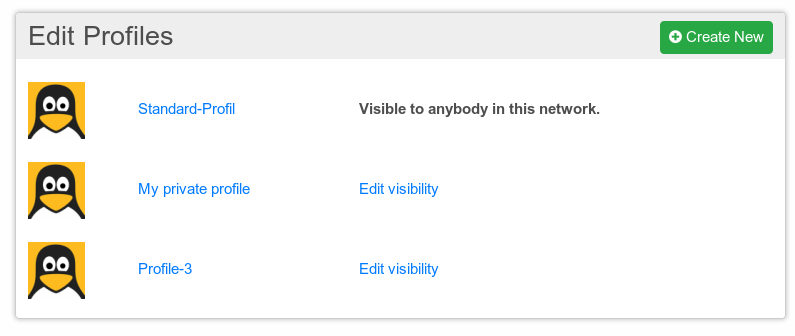 Edit Profiles
Create New
Standard-Profil
Visible to anybody in this network.
My private profile
Edit visibility
Profile-3
Edit visibility